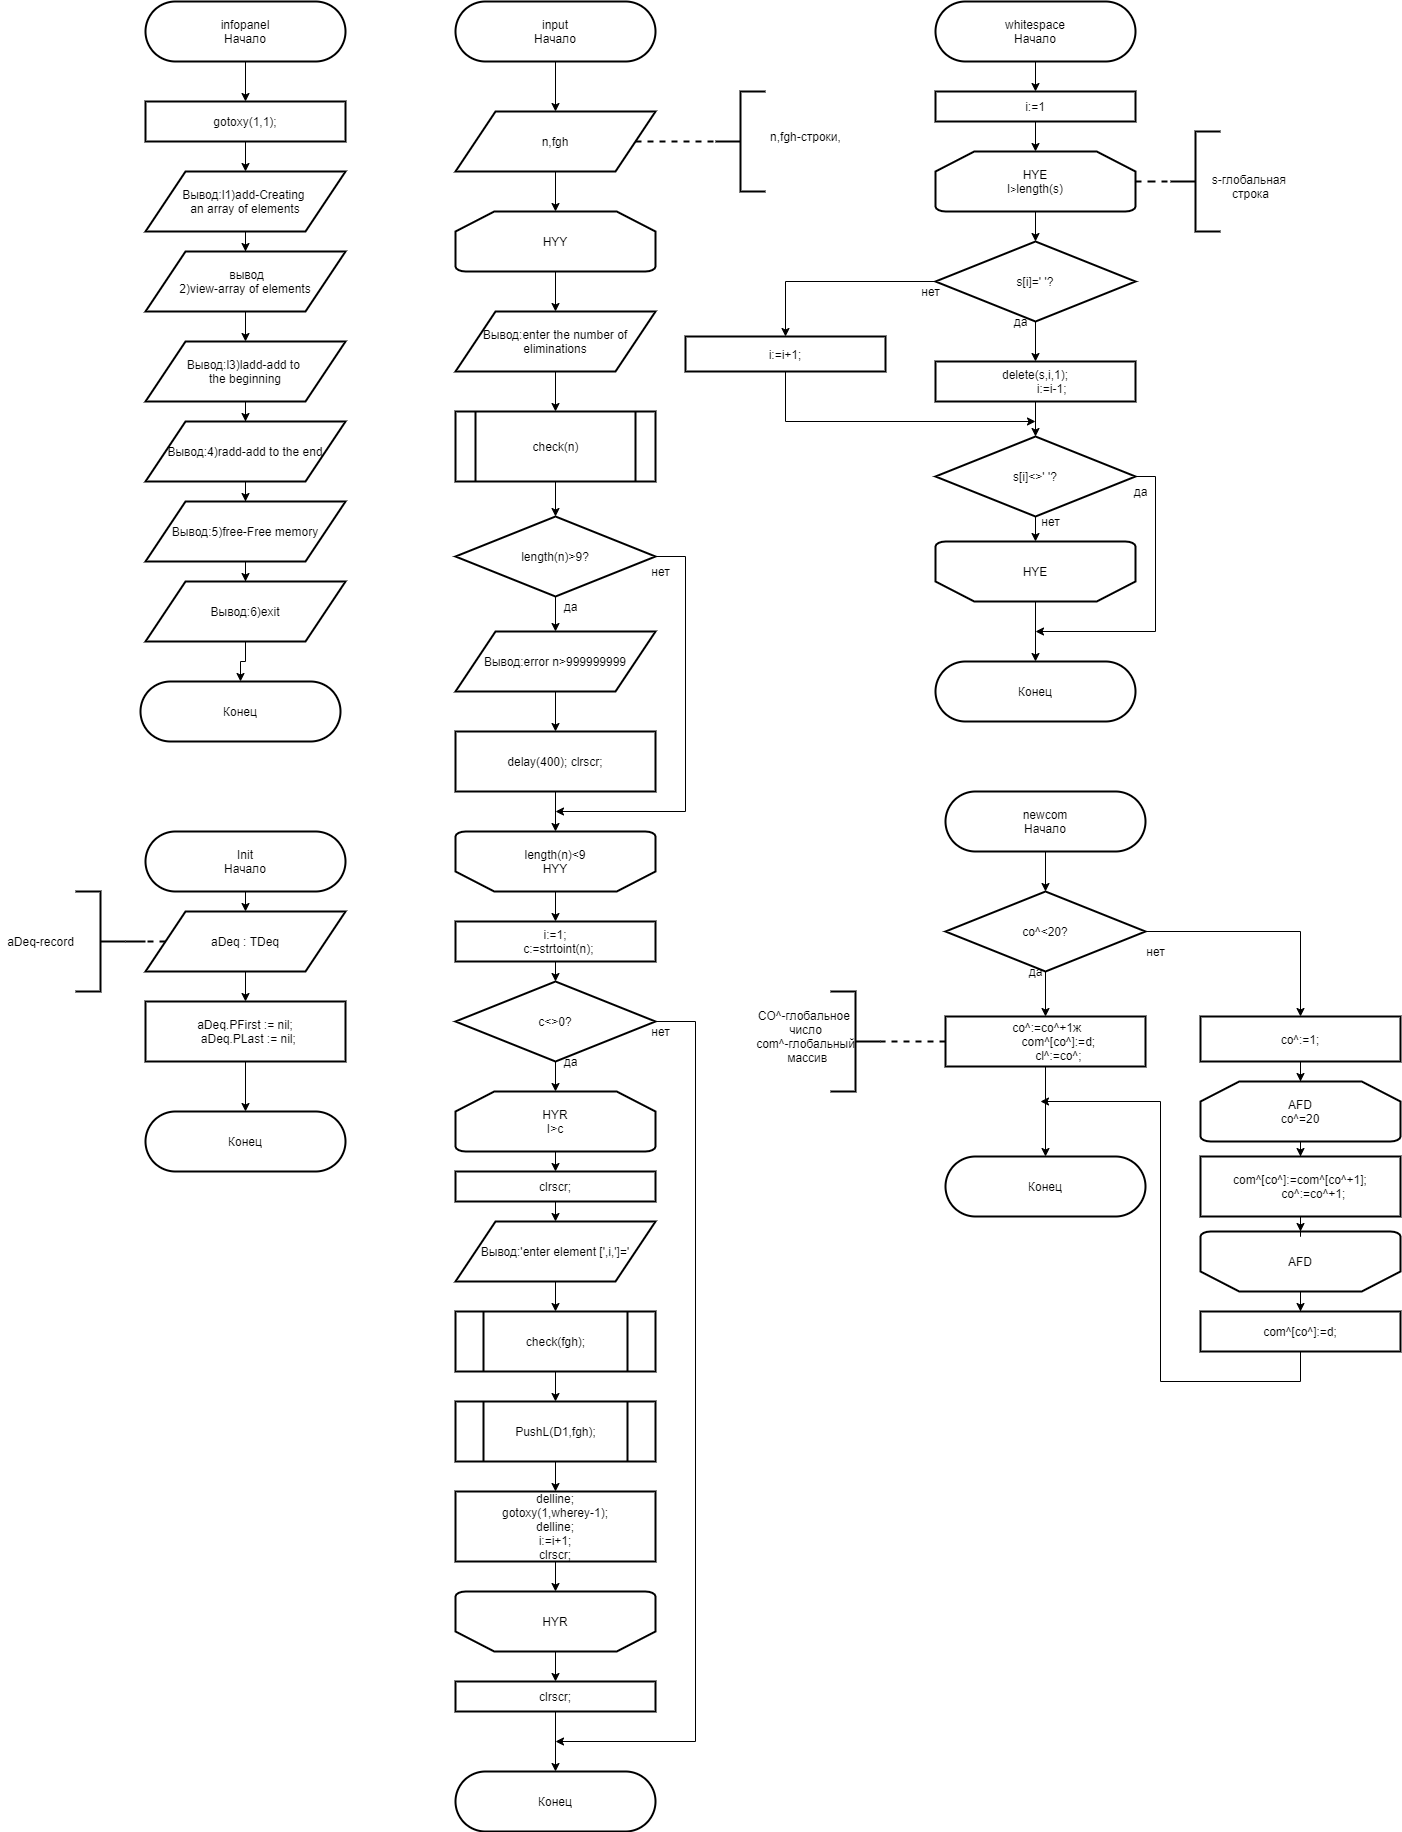 infopanel
Начало
gotoxy(1,1);
Вывод:I1)add-Creating
an array of elements
вывод
2)view-array of elements
Вывод:I3)ladd-add to
the beginning
Вывод:4)radd-add to the end
Вывод:5)free-Free memory
Вывод:6)exit
Конец
Init
Начало
aDeq-record
aDeq : TDeq
aDeq.PFirst := nil;
aDeq.PLast := nil;
Конец
input
Начало
n,fgh
n,fgh-строки,
HYY
Вывод:enter the number of
eliminations
check(n)
length(n)>9?
нет
да
Вывод:error n>999999999
delay(400); clrscr;
length(n)<9
HYY
i:=1;
c:=strtoint(n);
c<>0?
нет
да
HYR
I>c
clrscr;
Вывод:'enter element [',i,']='
check(fgh);
PushL(D1,fgh);
delline;
gotoxy(1,wherey-1);
delline;
i:=i+1;
clrscr;
HYR
clrscr;
Конец
whitespace
Начало
i:=1
HYE
I>length(s)
s-глобальная
строка
s[i]=' '?
нет
да
i:=i+1;
delete(s,i,1);
i:=i-1;
s[i]<>' '?
да
нет
HYE
Конец
newcom
Начало
co^<20?
нет
да
CO^-глобальное
число
com^-глобальный
массив
co^:=co^+1ж
com^[co^]:=d;
cl^:=co^;
Конец
co^:=1;
AFD
co^=20
com^[co^]:=com^[co^+1];
co^:=co^+1;
AFD
com^[co^]:=d;